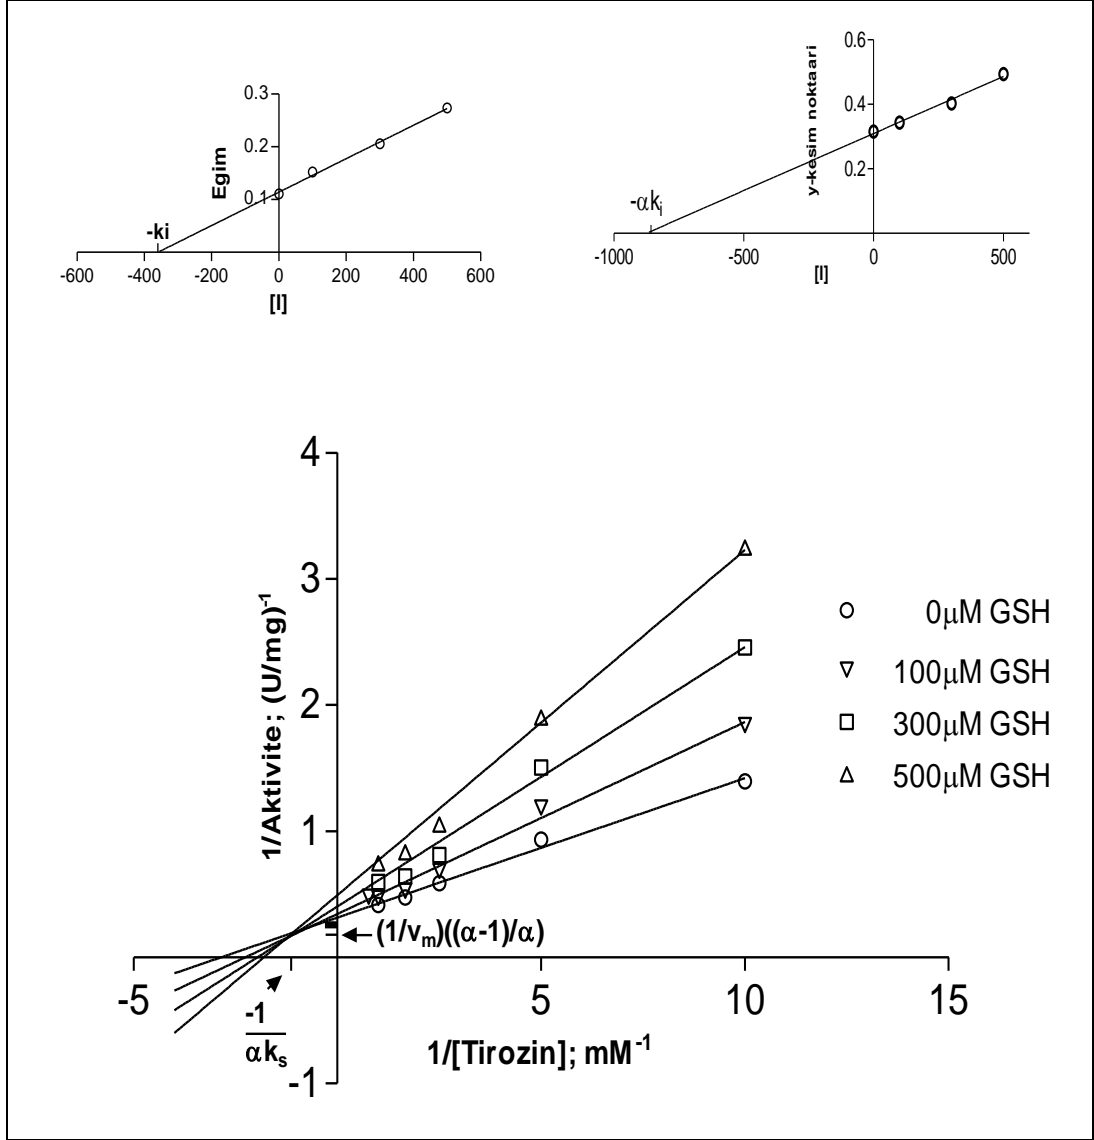 0.3
0.2
0.1
Egim
-ki
-600 -400 -200 0 200 400 600
[I]
0.6
0.4
0.2
y-kesim noktaari
-αki
-1000 -500 0 500
[I]
4
3
2
1
-1
1/Aktivite; (U/mg)-1
(1/vm)((α-1)/α)
-5 5 10 15
-1
αks
1/[Tirozin]; mM-1
0μM GSH
100μM GSH
300μM GSH
500μM GSH